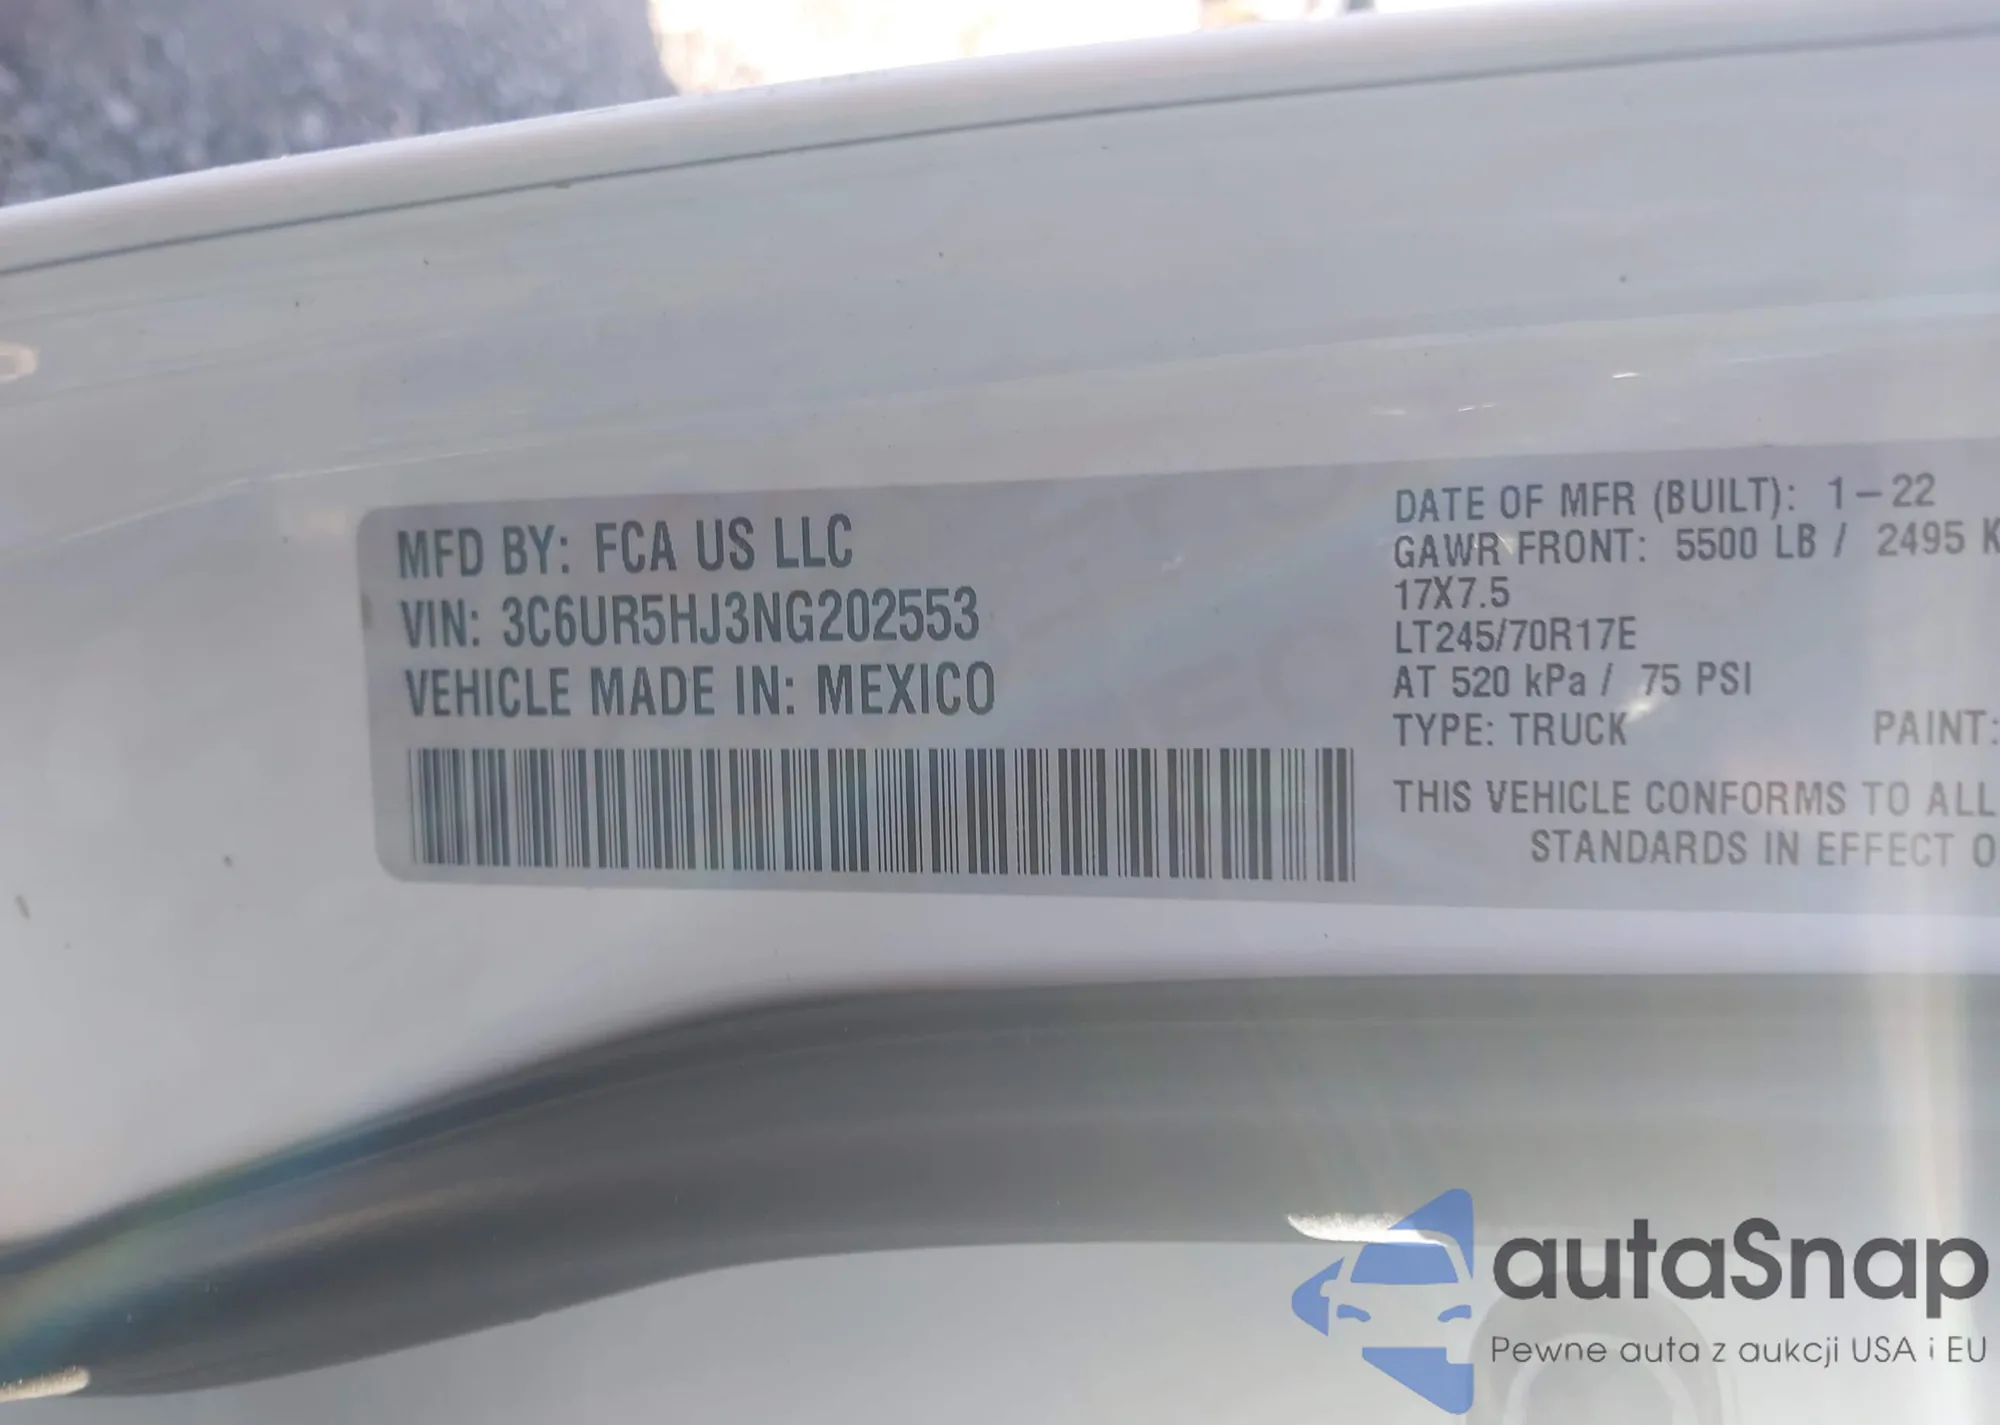 MFD BY: FCA US LLC
VIN: 3C6UR5HJ3NG202553
VEHICLE MADE IN: MEXICO
DATE OF MFR (BUILT): 1-22
GAWR FRONT: 5500 LB / 2495 K
17X7.5
LT245/70R17E
AT 520 kPa / 75 PSI
TYPE: TRUCK PAINT:
THIS VEHICLE CONFORMS TO ALL
STANDARDS IN EFFECT O
autaSnap
Pewne auta z aukcji USA i EU